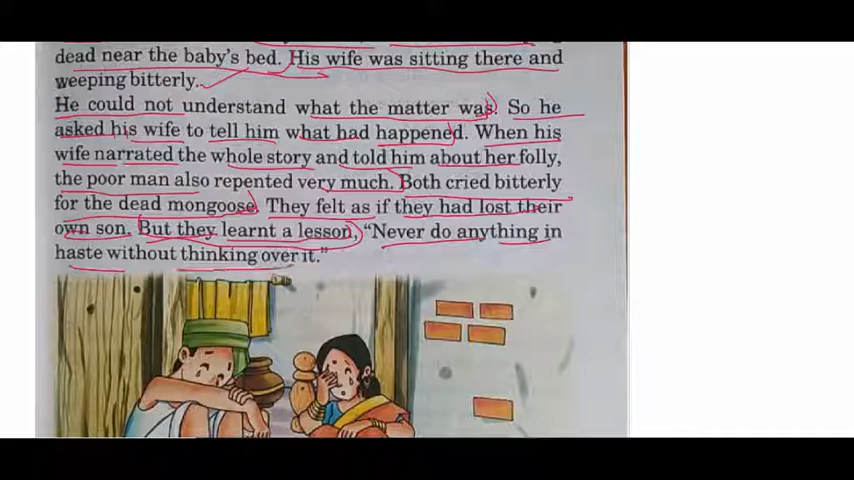 dead near the baby's bed. His wife was sitting there and
weeping bitterly.
He could not understand what the matter was. So he
asked his wife to tell him what had happened. When his
wife narrated the whole story and told him about her folly,
the poor man also repented very much. Both cried bitterly
for the dead mongoose. They felt as if they had lost their
own son. But they learnt a lesson, “Never do anything in
haste without thinking over it.”